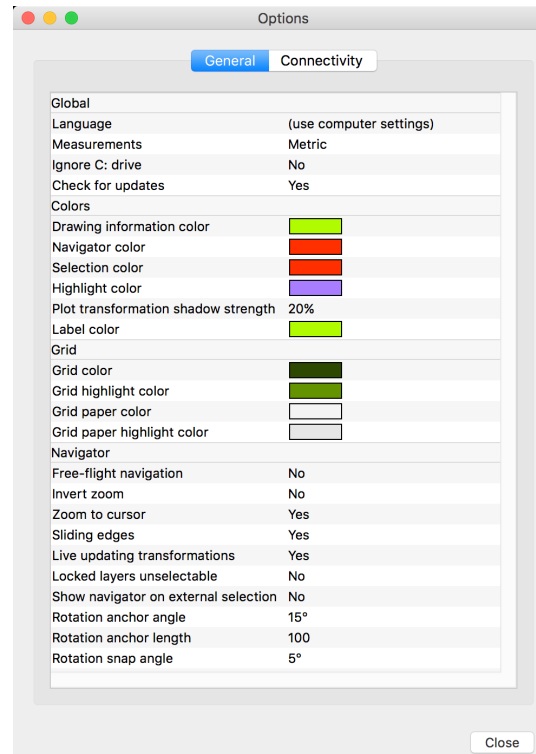 Options
General Connectivity
Global
Language (use computer settings)
Measurements Metric
Ignore C: drive No
Check for updates Yes
Colors
Drawing information color
Navigator color
Selection color
Highlight color
Plot transformation shadow strength 20%
Label color
Grid
Grid color
Grid highlight color
Grid paper color
Grid paper highlight color
Navigator
Free-flight navigation No
Invert zoom No
Zoom to cursor Yes
Sliding edges Yes
Live updating transformations Yes
Locked layers unselectable No
Show navigator on external selection No
Rotation anchor angle 15°
Rotation anchor length 100
Rotation snap angle 5°
Close